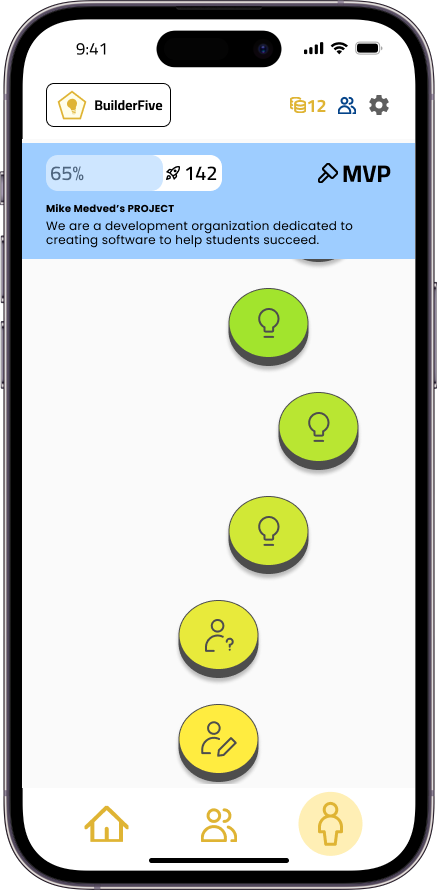 9:41
BuilderFive
12
65% 142 MVP
Mike Medved's PROJECT
We are a development organization dedicated to
creating software to help students succeed.
?